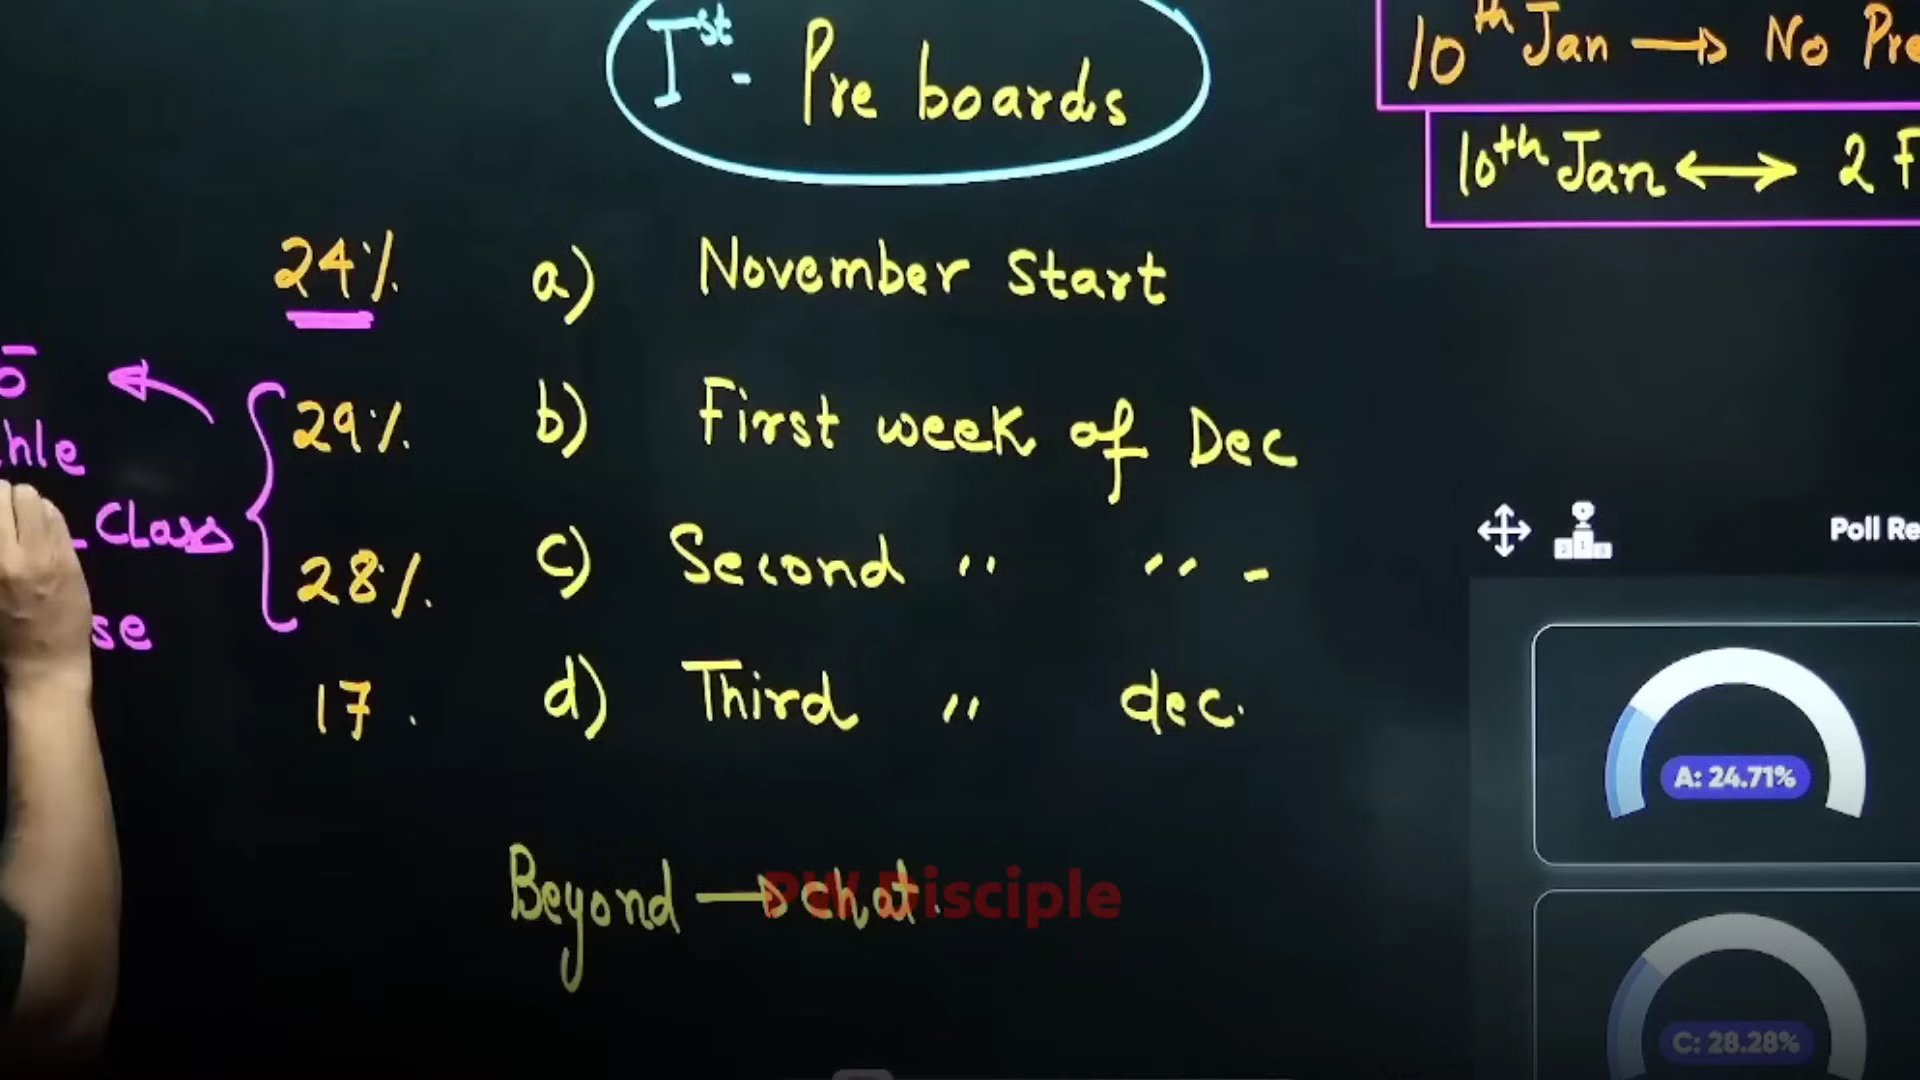 Ist - Pre boards
10th Jan → No Pre
10th Jan ↔ 2 F
24%. a) November Start
29%. b) First week of Dec
28%. c) Second " " -
17. d) Third " dec.
Class
se
Beyond → chat.
PW Disciple
Poll Re
A: 24.71%
C: 28.28%